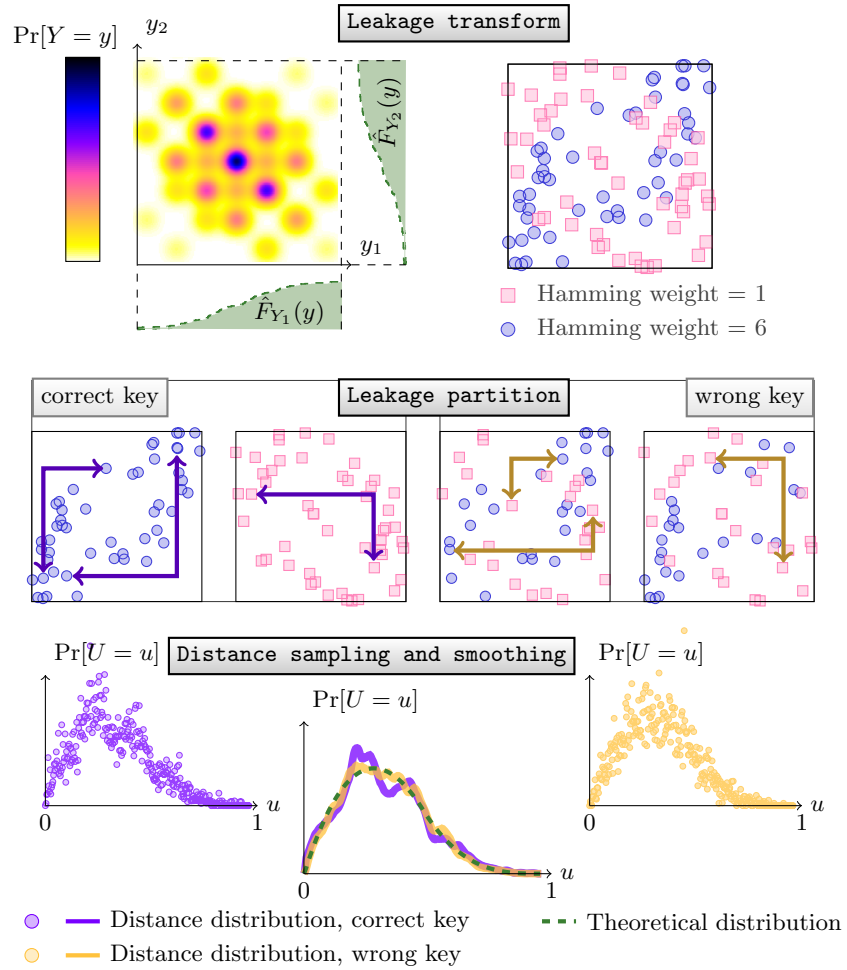 Leakage transform
Pr[Y = y]
y₂
F̂_{Y₂}(y)
y₁
F̂_{Y₁}(y)
Hamming weight = 1
Hamming weight = 6
correct key
Leakage partition
wrong key
Distance sampling and smoothing
Pr[U = u]
u
0
1
Pr[U = u]
u
0
1
Pr[U = u]
u
0
1
Distance distribution, correct key
Theoretical distribution
Distance distribution, wrong key